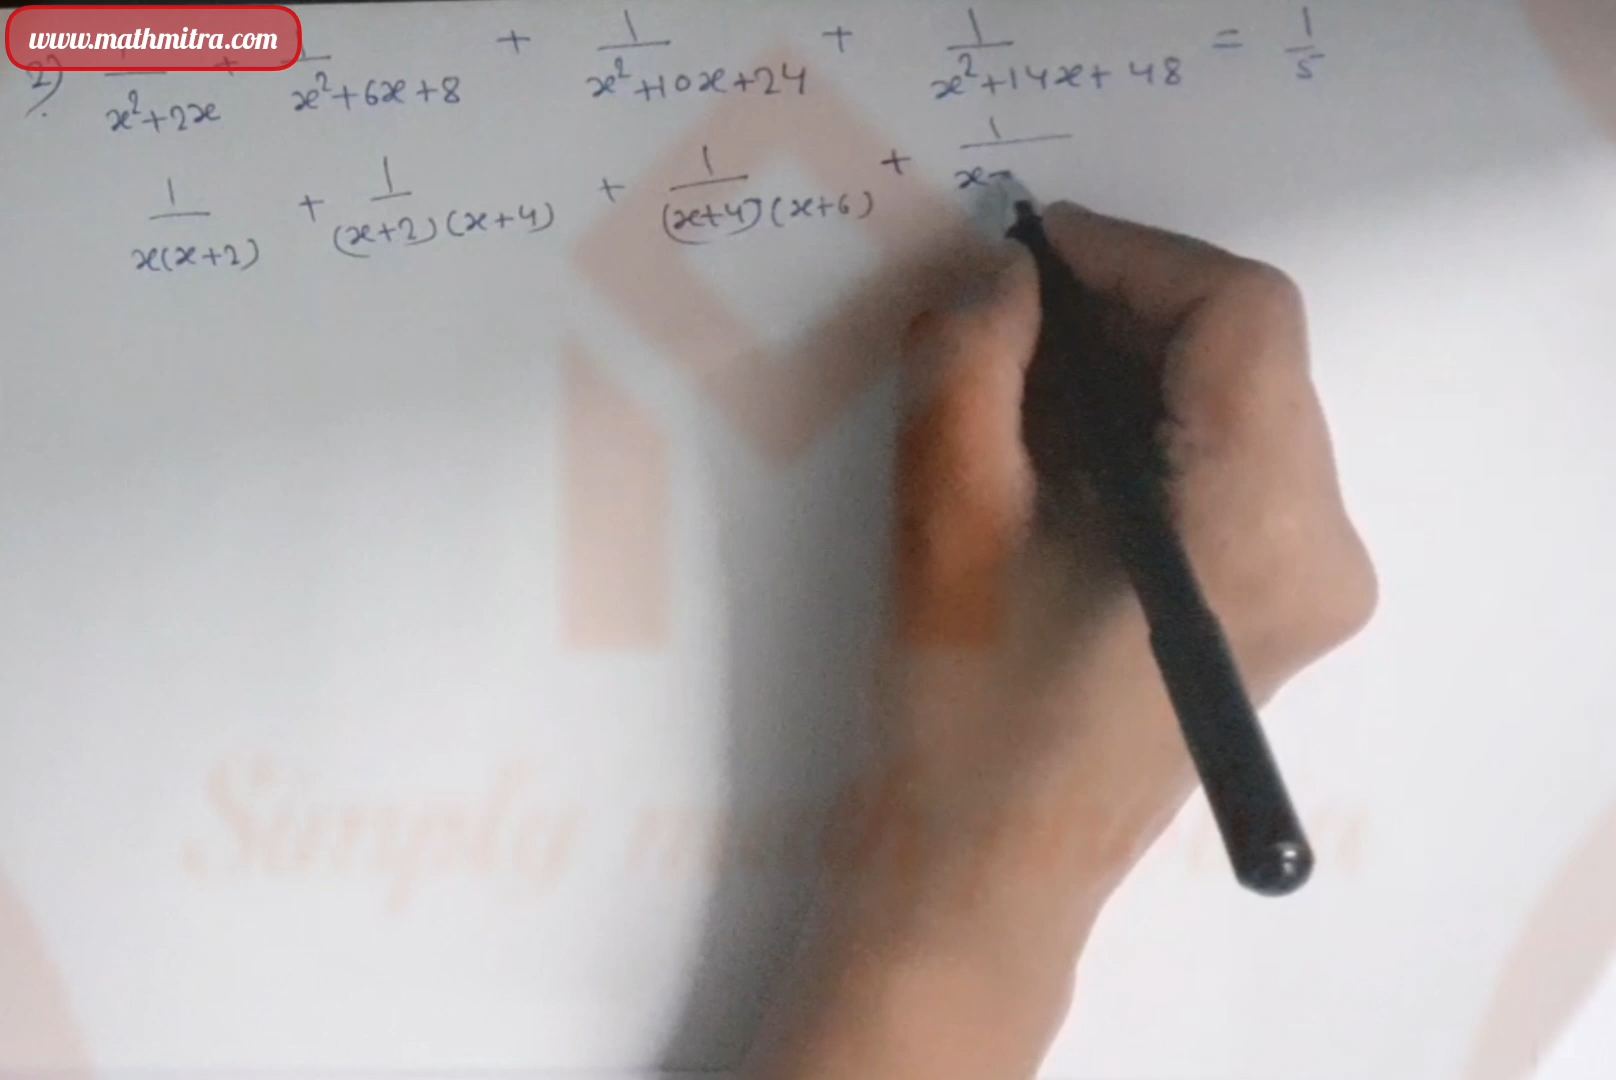 www.mathmitra.com
2) 1/(x²+2x) + 1/(x²+6x+8) + 1/(x²+10x+24) + 1/(x²+14x+48) = 1/5
1/(x(x+2)) + 1/((x+2)(x+4)) + 1/((x+4)(x+6)) + 1/(x
Simply